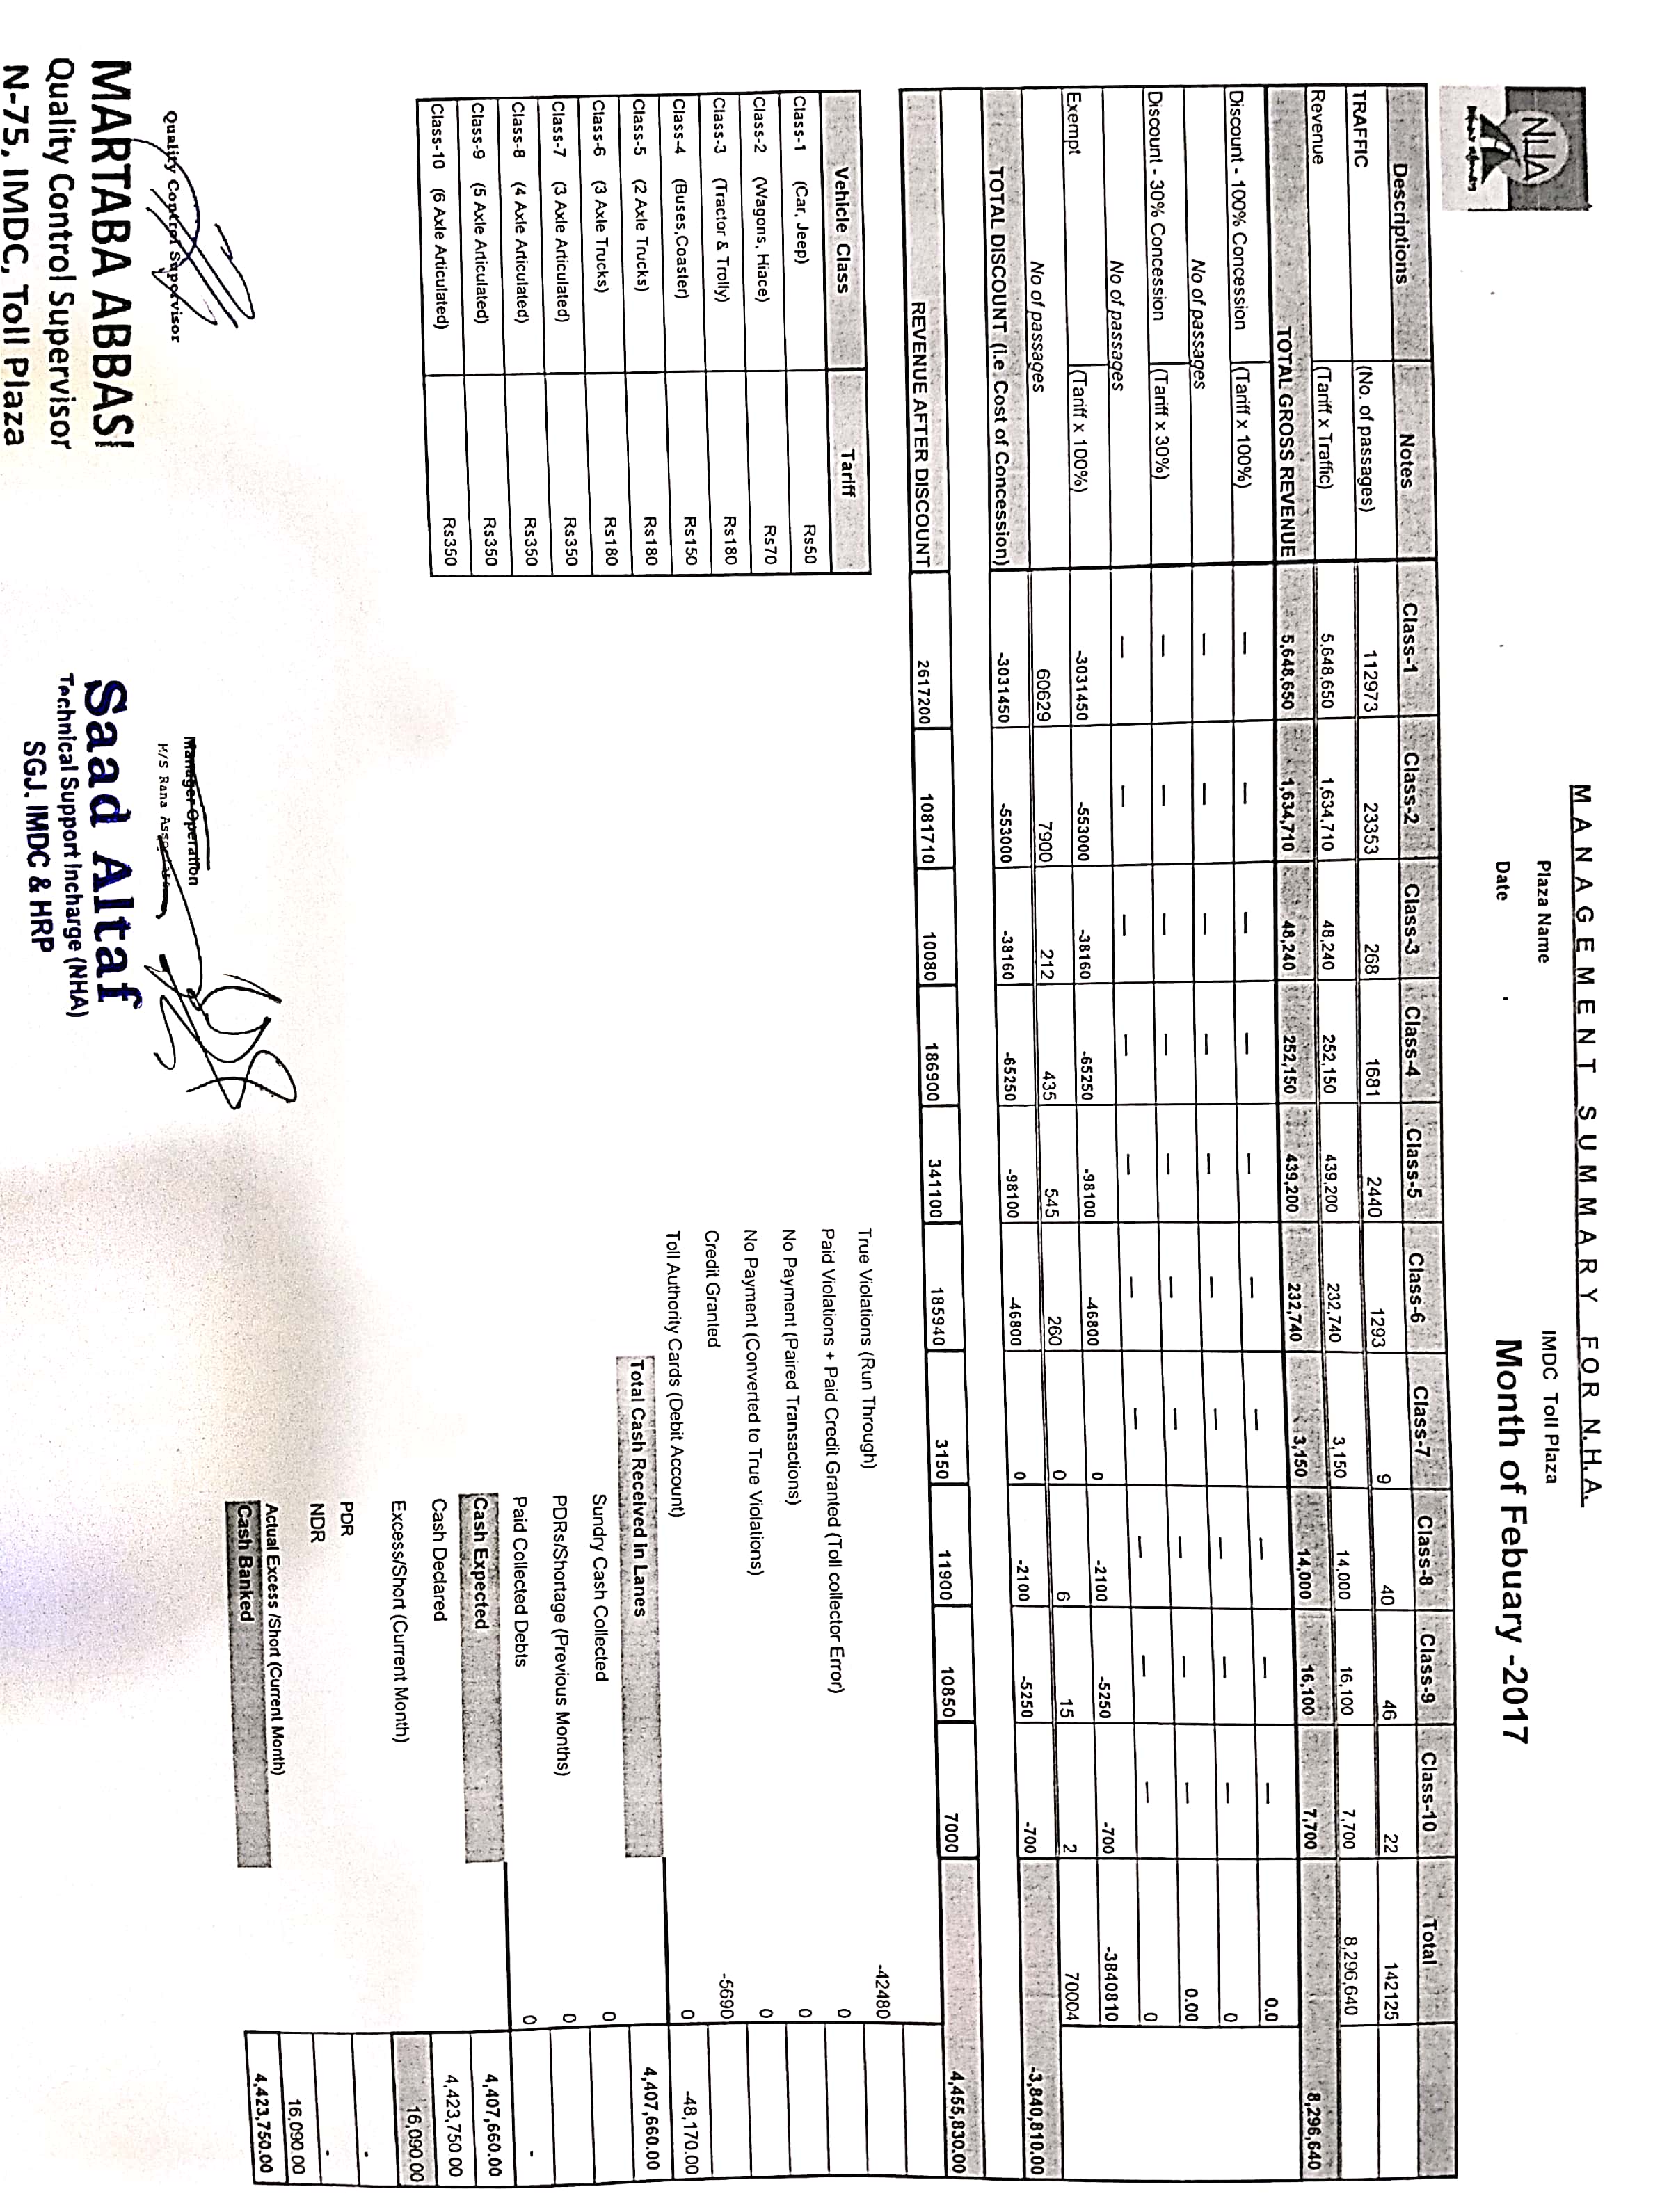 NHA
MANAGEMENT SUMMARY FOR N.H.A.
Plaza Name IMDC Toll Plaza
Date Month of Febuary -2017
Descriptions Notes Class-1 Class-2 Class-3 Class-4 Class-5 Class-6 Class-7 Class-8 Class-9 Class-10 Total
TRAFFIC (No. of passages) 112973 23353 268 1681 2440 1293 9 40 46 22 142125
Revenue (Tariff x Traffic) 5,648,650 1,634,710 48,240 252,150 439,200 232,740 3,150 14,000 16,100 7,700 8,296,640
TOTAL GROSS REVENUE 5,648,650 1,634,710 48,240 252,150 439,200 232,740 3,150 14,000 16,100 7,700 8,296,640
Discount - 100% Concession (Tariff x 100%) — — — — — — — — — — 0.0
No of passages — — — — — — — — — — 0
Discount - 30% Concession (Tariff x 30%) — — — — — — — — — — 0.00
No of passages — — — — — — — — — — 0
Exempt (Tariff x 100%) -3031450 -553000 -38160 -65250 -98100 -46800 0 -2100 -5250 -700 -3840810
No of passages 60629 7900 212 435 545 260 0 6 15 2 70004
TOTAL DISCOUNT (I.e. Cost of Concession) -3031450 -553000 -38160 -65250 -98100 -46800 0 -2100 -5250 -700 -3,840,810.00
REVENUE AFTER DISCOUNT 2617200 1081710 10080 186900 341100 185940 3150 11900 10850 7000 4,455,830.00
Vehicle Class Tariff
Class-1 (Car, Jeep) Rs50
Class-2 (Wagons, Hiace) Rs70
Class-3 (Tractor & Trolly) Rs180
Class-4 (Buses,Coaster) Rs150
Class-5 (2 Axle Trucks) Rs180
Class-6 (3 Axle Trucks) Rs180
Class-7 (3 Axle Articulated) Rs350
Class-8 (4 Axle Articulated) Rs350
Class-9 (5 Axle Articulated) Rs350
Class-10 (6 Axle Articulated) Rs350
True Violations (Run Through) -42480
Paid Violations + Paid Credit Granted (Toll collector Error) 0
No Payment (Paired Transactions) 0
No Payment (Converted to True Violations) 0
Credit Granted -5690
Toll Authority Cards (Debit Account) 0 -48,170.00
Total Cash Received in Lanes 4,407,660.00
Sundry Cash Collected 0
PDRs/Shortage (Previous Months) 0
Paid Collected Debts 0 -
Cash Expected 4,407,660.00
Cash Declared 4,423,750.00
Excess/Short (Current Month) 16,090.00
PDR -
NDR -
Actual Excess /Short (Current Month) 16,090.00
Cash Banked 4,423,750.00
Quality Control Supervisor
MARTABA ABBASI
Quality Control Supervisor
N-75, IMDC, Toll Plaza
Manager Operation
M/S Rana
Saad Altaf
Technical Support Incharge (NHA)
SGJ. IMDC & HRP